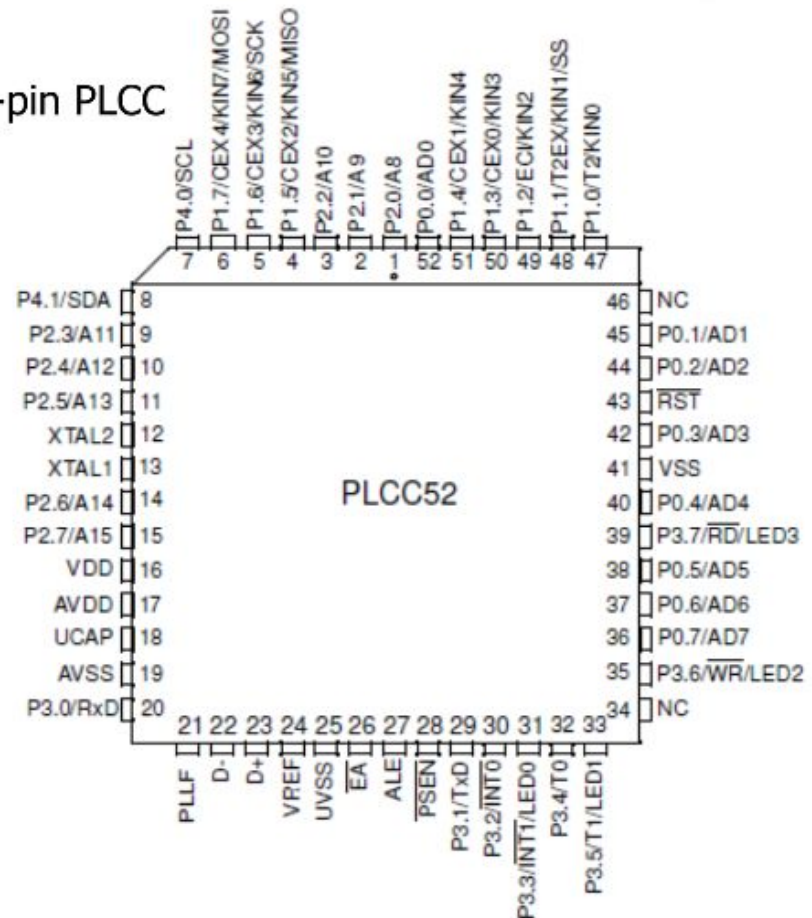 -pin PLCC
P4.0/SCL
P1.7/CEX4/KIN7/MOSI
P1.6/CEX3/KIN6/SCK
P1.5/CEX2/KIN5/MISO
P2.2/A10
P2.1/A9
P2.0/A8
P0.0/AD0
P1.4/CEX1/KIN4
P1.3/CEX0/KIN3
P1.2/ECI/KIN2
P1.1/T2EX/KIN1/SS
P1.0/T2/KIN0
7 6 5 4 3 2 1 52 51 50 49 48 47
P4.1/SDA 8 46 NC
P2.3/A11 9 45 P0.1/AD1
P2.4/A12 10 44 P0.2/AD2
P2.5/A13 11 43 R̅S̅T̅
XTAL2 12 42 P0.3/AD3
XTAL1 13 41 VSS
P2.6/A14 14 40 P0.4/AD4
PLCC52
P2.7/A15 15 39 P3.7/R̅D̅/LED3
VDD 16 38 P0.5/AD5
AVDD 17 37 P0.6/AD6
UCAP 18 36 P0.7/AD7
AVSS 19 35 P3.6/W̅R̅/LED2
P3.0/RxD 20 34 NC
21 22 23 24 25 26 27 28 29 30 31 32 33
PLLF
D-
D+
VREF
UVSS
E̅A̅
ALE
P̅S̅E̅N̅
P3.1/TxD
P3.2/I̅N̅T̅0̅
P3.3/I̅N̅T̅1̅/LED0
P3.4/T0
P3.5/T1/LED1